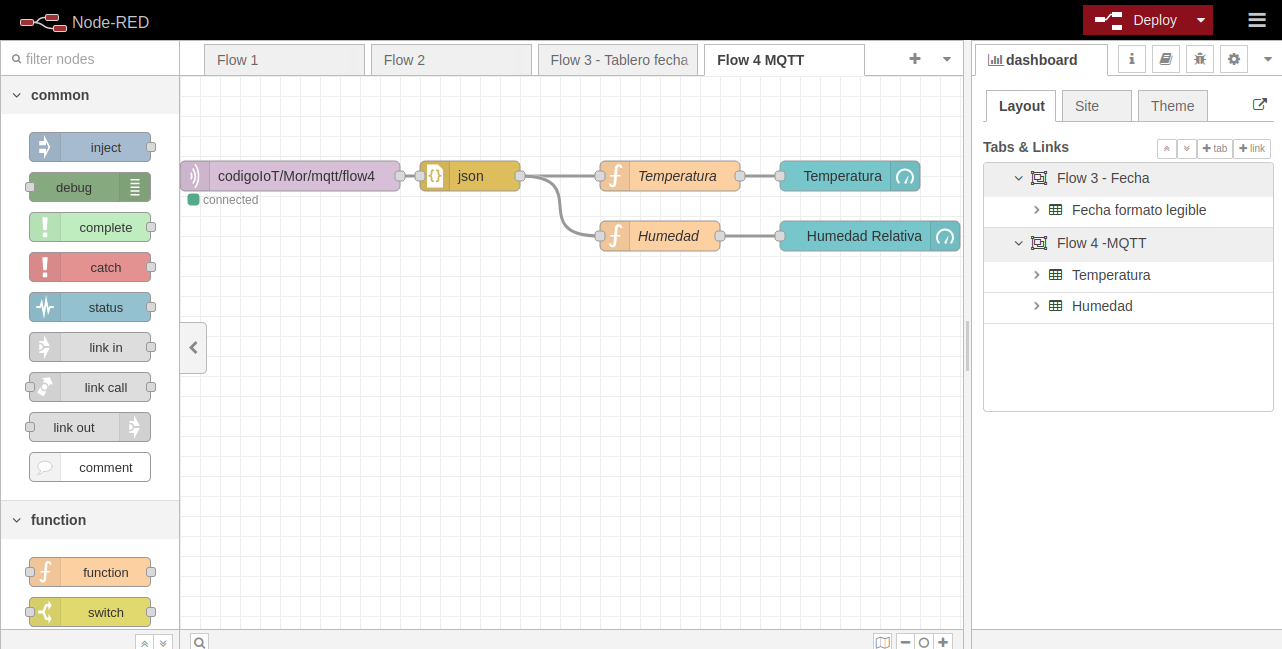 Node-RED
Deploy
filter nodes
Flow 1
Flow 2
Flow 3 - Tablero fecha
Flow 4 MQTT
dashboard
common
inject
debug
complete
catch
status
link in
link call
link out
comment
function
function
switch
codigoIoT/Mor/mqtt/flow4
connected
json
Temperatura
Temperatura
Humedad
Humedad Relativa
Layout
Site
Theme
Tabs & Links
tab
link
Flow 3 - Fecha
Fecha formato legible
Flow 4 -MQTT
Temperatura
Humedad